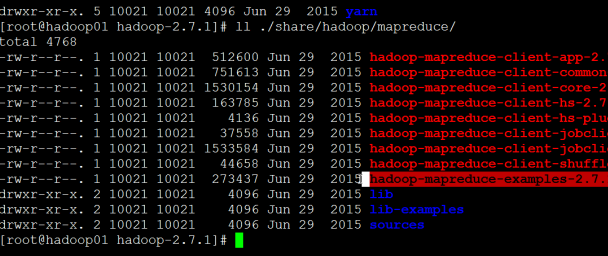 drwxr-xr-x. 5 10021 10021 4096 Jun 29 2015 yarn
[root@hadoop01 hadoop-2.7.1]# ll ./share/hadoop/mapreduce/
total 4768
-rw-r--r--. 1 10021 10021 512600 Jun 29 2015 hadoop-mapreduce-client-app-2.
-rw-r--r--. 1 10021 10021 751613 Jun 29 2015 hadoop-mapreduce-client-common
-rw-r--r--. 1 10021 10021 1530154 Jun 29 2015 hadoop-mapreduce-client-core-2
-rw-r--r--. 1 10021 10021 163785 Jun 29 2015 hadoop-mapreduce-client-hs-2.7
-rw-r--r--. 1 10021 10021 4136 Jun 29 2015 hadoop-mapreduce-client-hs-plu
-rw-r--r--. 1 10021 10021 37558 Jun 29 2015 hadoop-mapreduce-client-jobcli
-rw-r--r--. 1 10021 10021 1533584 Jun 29 2015 hadoop-mapreduce-client-jobcli
-rw-r--r--. 1 10021 10021 44658 Jun 29 2015 hadoop-mapreduce-client-shuffl
-rw-r--r--. 1 10021 10021 273437 Jun 29 2015 hadoop-mapreduce-examples-2.7.
drwxr-xr-x. 2 10021 10021 4096 Jun 29 2015 lib
drwxr-xr-x. 2 10021 10021 4096 Jun 29 2015 lib-examples
drwxr-xr-x. 2 10021 10021 4096 Jun 29 2015 sources
[root@hadoop01 hadoop-2.7.1]#